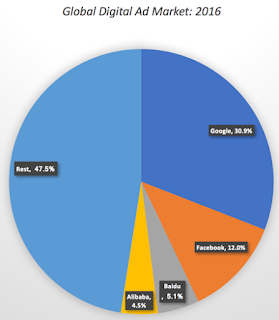 Global Digital Ad Market: 2016
Google, 30.9%
Rest, 47.5%
Facebook, 12.0%
Baidu
, 5.1%
Alibaba,
4.5%